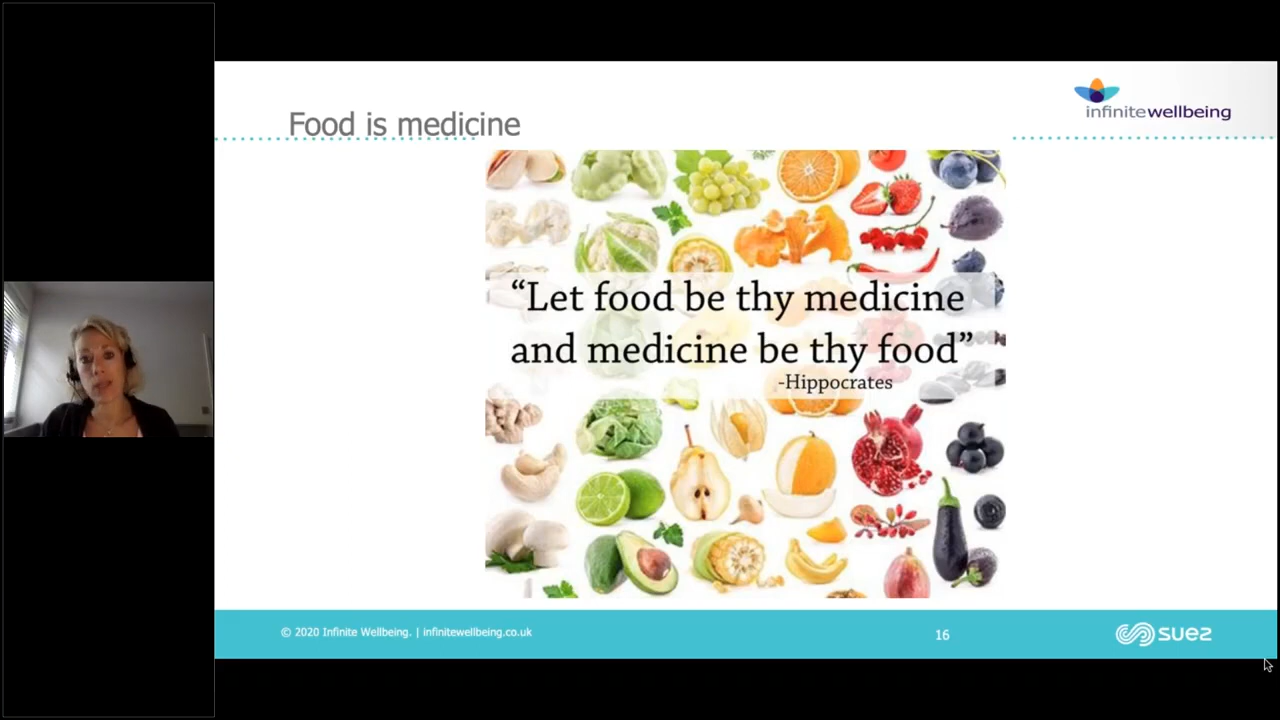 Food is medicine
infinitewellbeing
“Let food be thy medicine
and medicine be thy food”
-Hippocrates
© 2020 Infinite Wellbeing. | infinitewellbeing.co.uk
16
suez